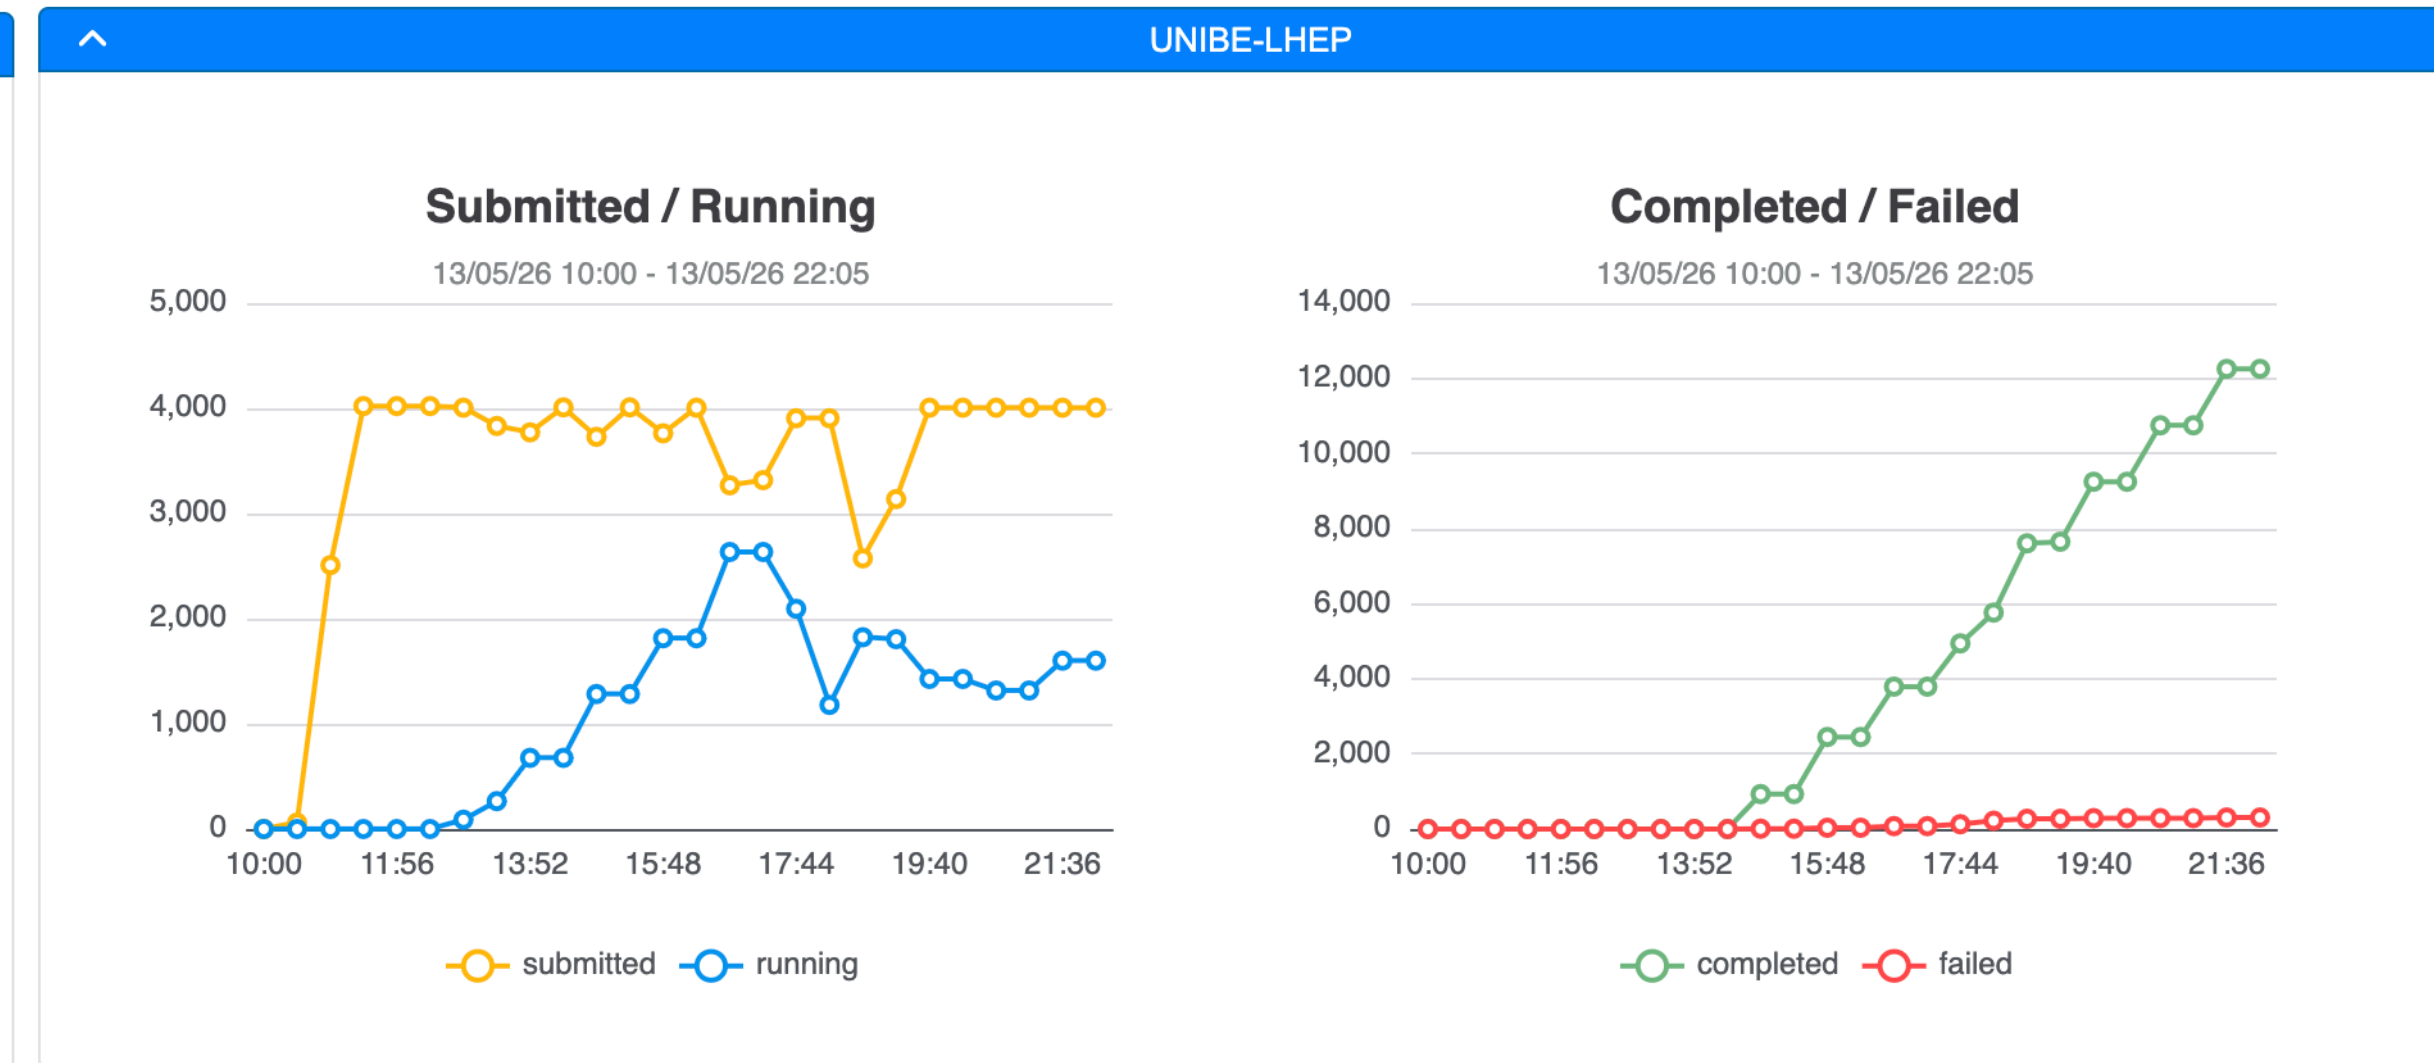 UNIBE-LHEP
Submitted / Running
13/05/26 10:00 - 13/05/26 22:05
5,000
4,000
3,000
2,000
1,000
0
10:00 11:56 13:52 15:48 17:44 19:40 21:36
submitted running
Completed / Failed
13/05/26 10:00 - 13/05/26 22:05
14,000
12,000
10,000
8,000
6,000
4,000
2,000
0
10:00 11:56 13:52 15:48 17:44 19:40 21:36
completed failed